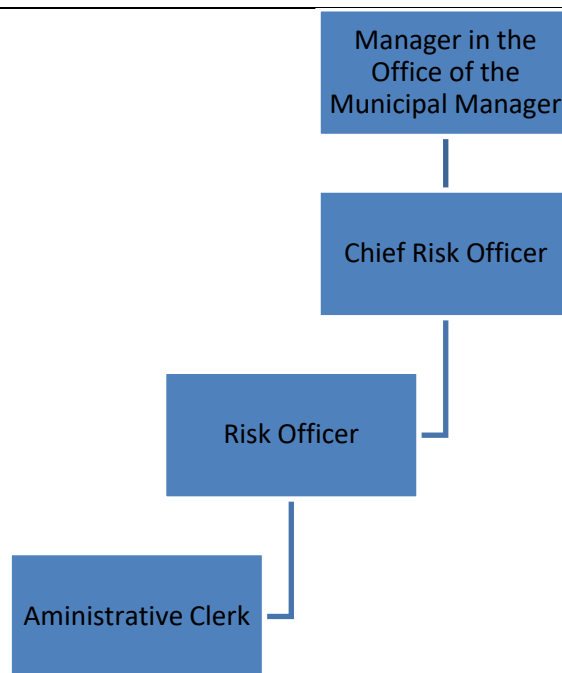 Manager in the
Office of the
Municipal Manager
Chief Risk Officer
Risk Officer
Aministrative Clerk